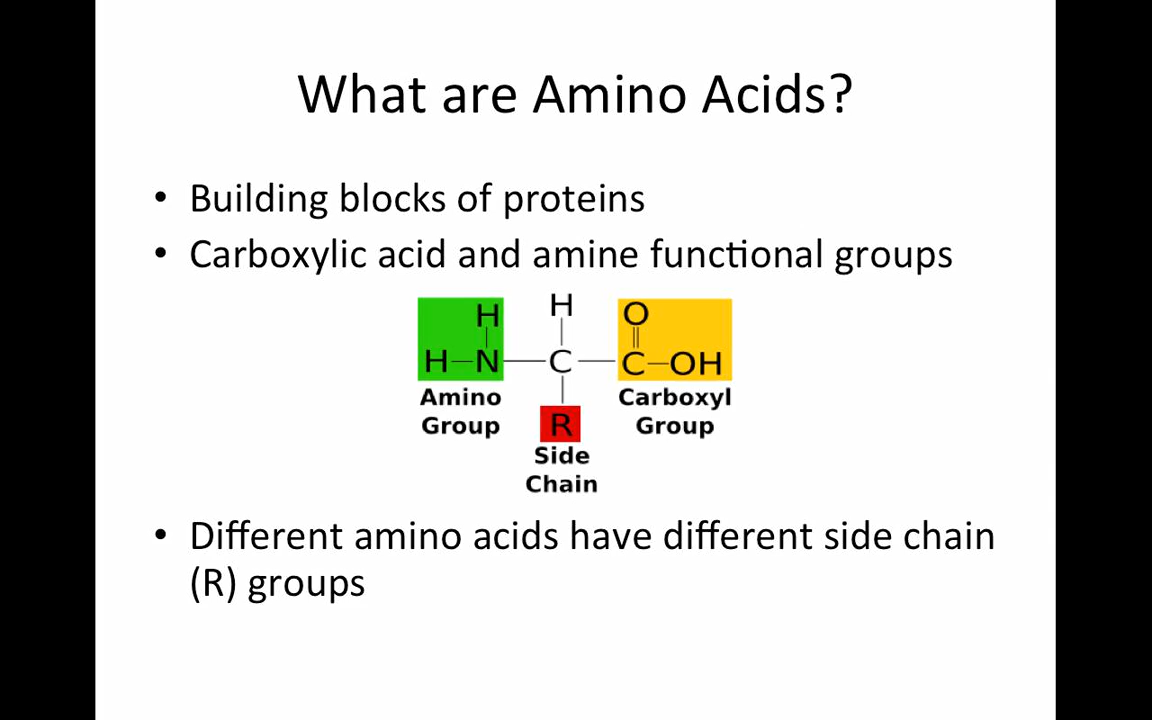 What are Amino Acids?
• Building blocks of proteins
• Carboxylic acid and amine functional groups
H H O
H–N C C–OH
Amino Group
R
Carboxyl Group
Side Chain
• Different amino acids have different side chain
(R) groups